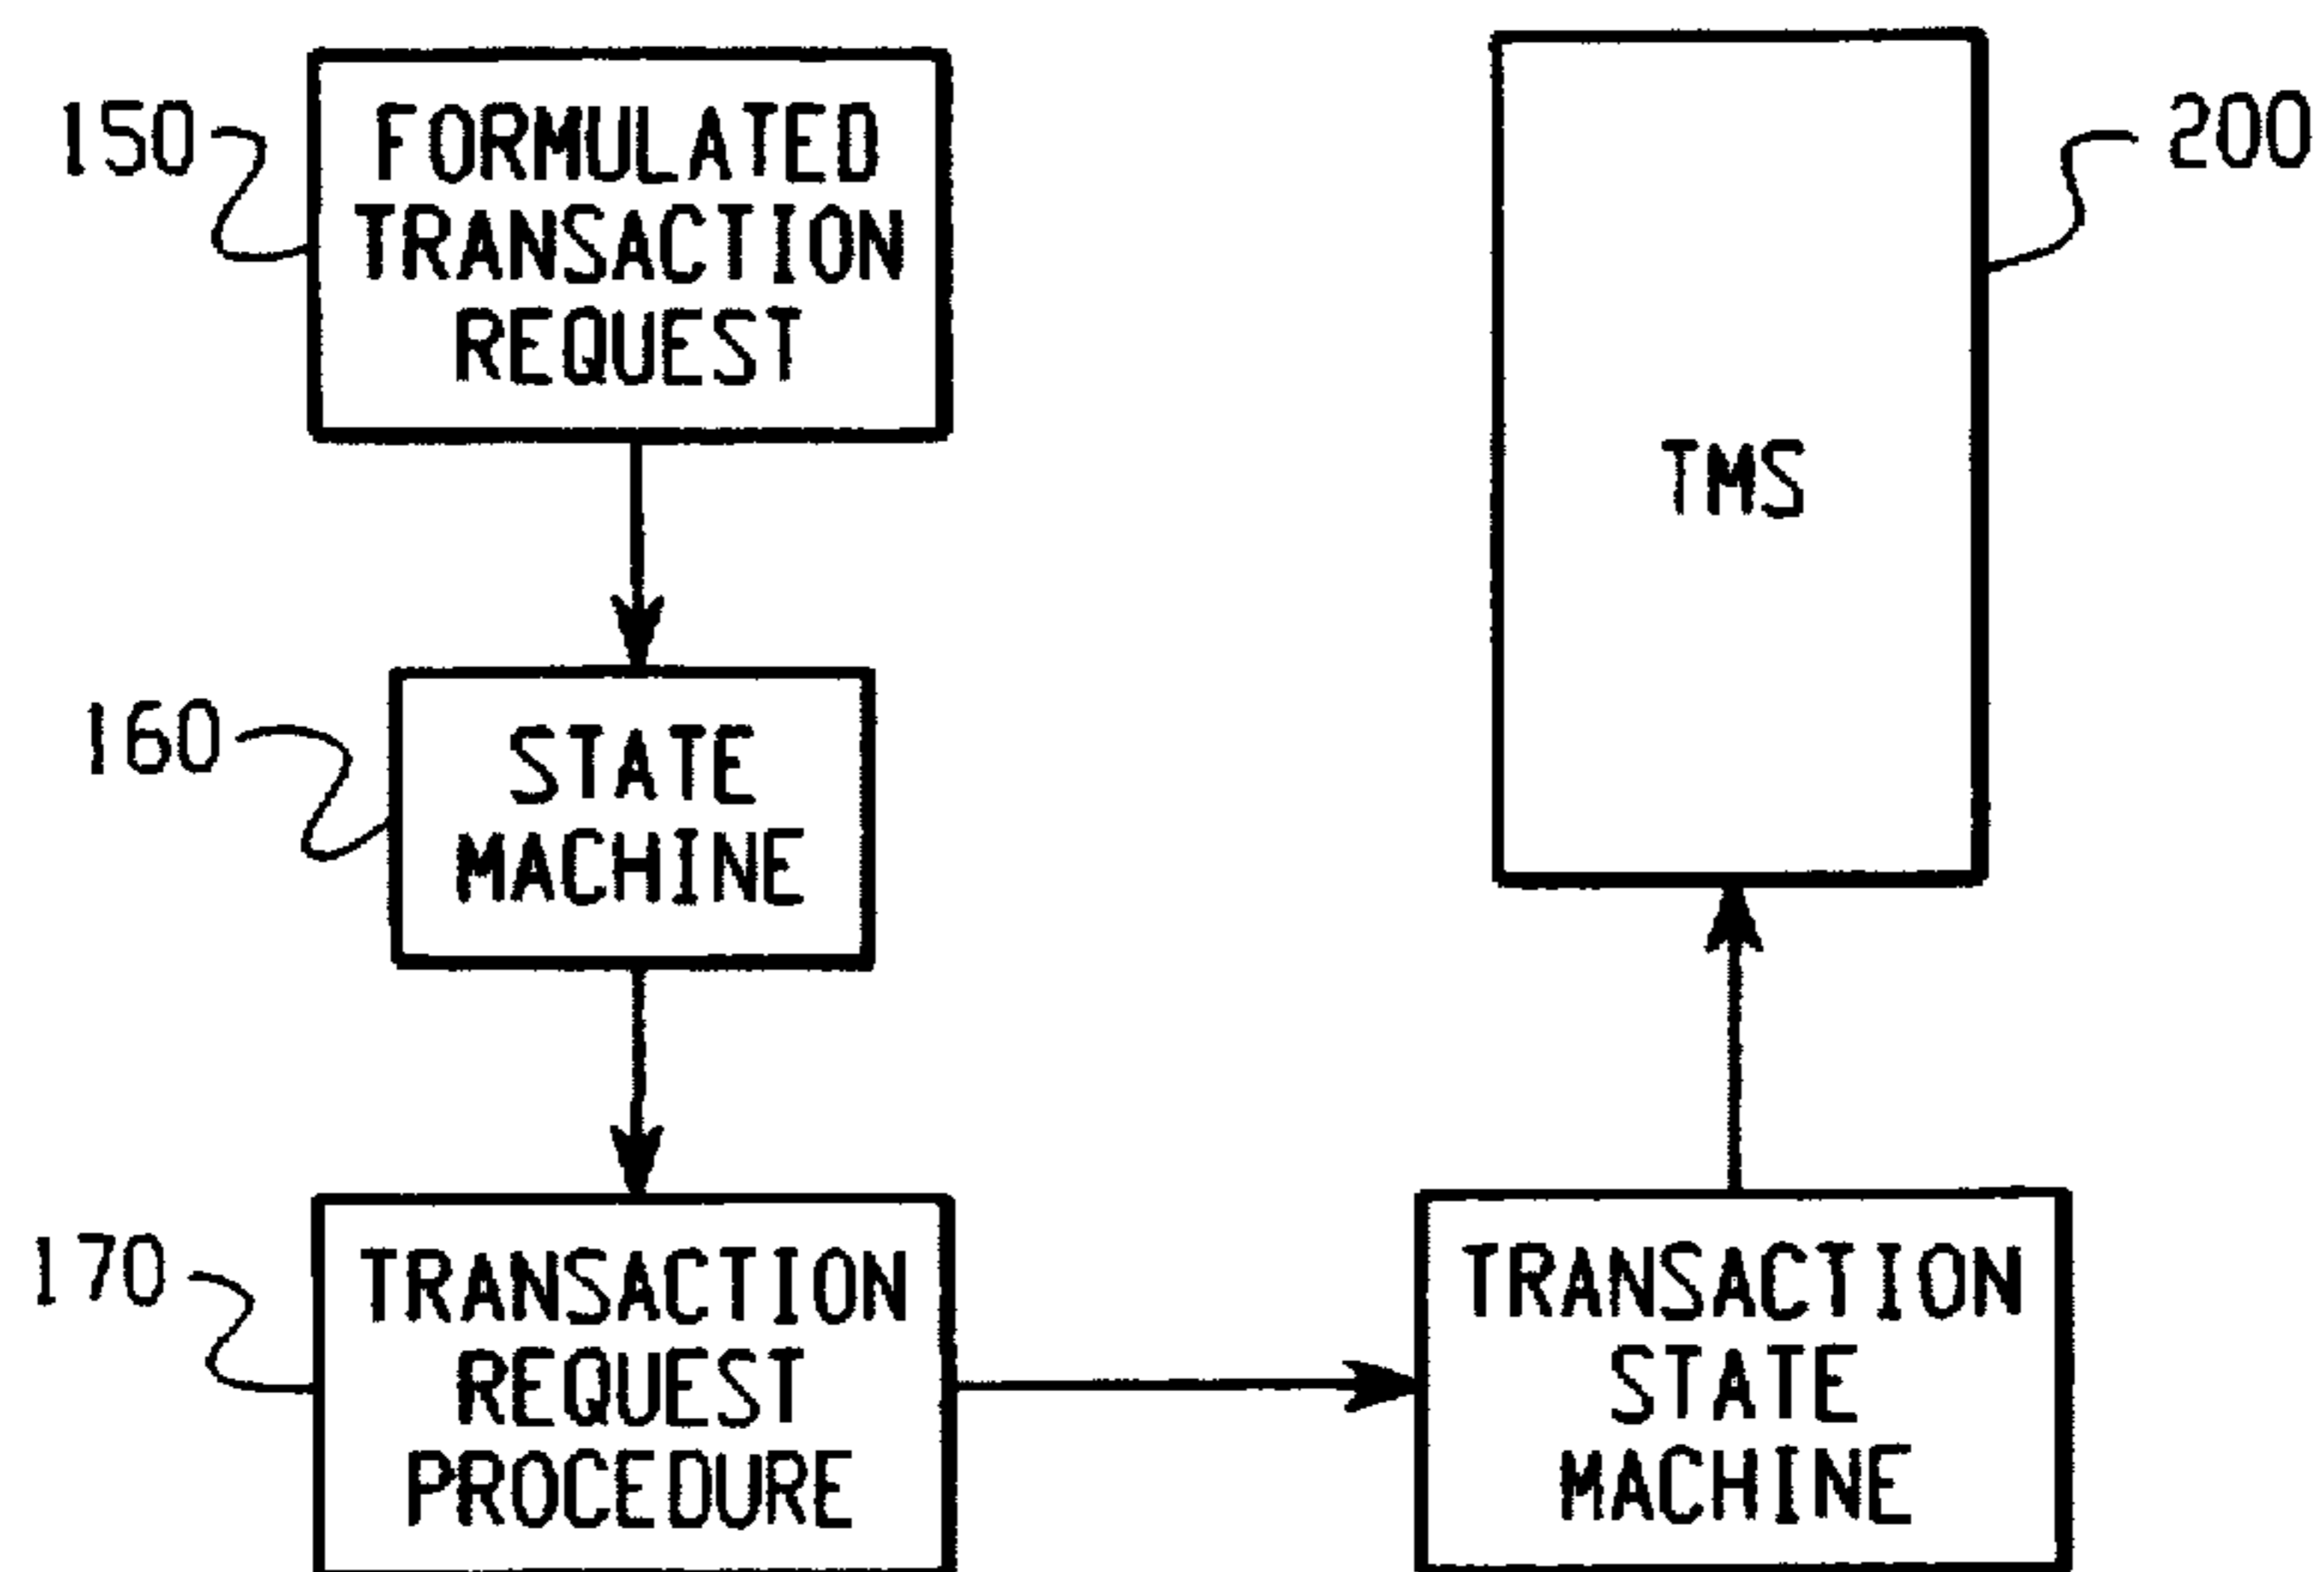 150
FORMULATED
TRANSACTION
REQUEST
200
TMS
160
STATE
MACHINE
170
TRANSACTION
REQUEST
PROCEDURE
TRANSACTION
STATE
MACHINE